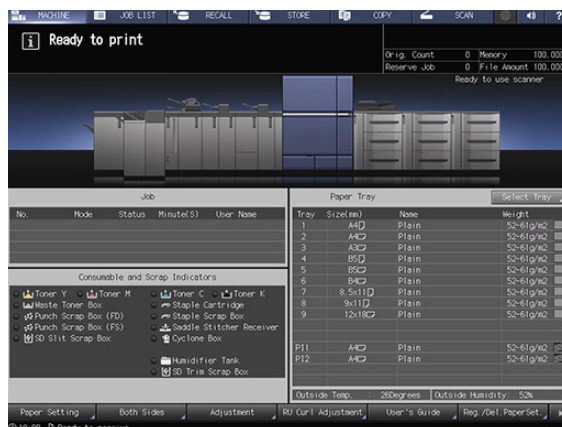 MACHINE JOB LIST RECALL STORE COPY SCAN ?
Ready to print
Orig. Count 0 Memory 100.000
Reserve Job 0 File Amount 100.000
Ready to use scanner
Job
No. Mode Status Minute(S) User Name
Paper Tray Select Tray
Tray Size(mm) Name Weight
1 A4 Plain 52-61g/m2
2 A4 Plain 52-61g/m2
3 A3 Plain 52-61g/m2
4 B5 Plain 52-61g/m2
5 B5 Plain 52-61g/m2
6 B4 Plain 52-61g/m2
7 8.5x11 Plain 52-61g/m2
8 9x11 Plain 52-61g/m2
9 12x18 Plain 52-61g/m2
PI1 A4 Plain 52-61g/m2
PI2 A4 Plain 52-61g/m2
Consumable and Scrap Indicators
Toner Y Toner M Toner C Toner K
Waste Toner Box Staple Cartridge
Punch Scrap Box (FD) Staple Scrap Box
Punch Scrap Box (FS) Saddle Stitcher Receiver
SD Slit Scrap Box Cyclone Box
Humidifier Tank
SD Trim Scrap Box
Outside Temp. : 26Degrees Outside Humidity: 52%
Paper Setting Both Sides Adjustment RU Curl Adjustment User's Guide Reg./Del.PaperSet.